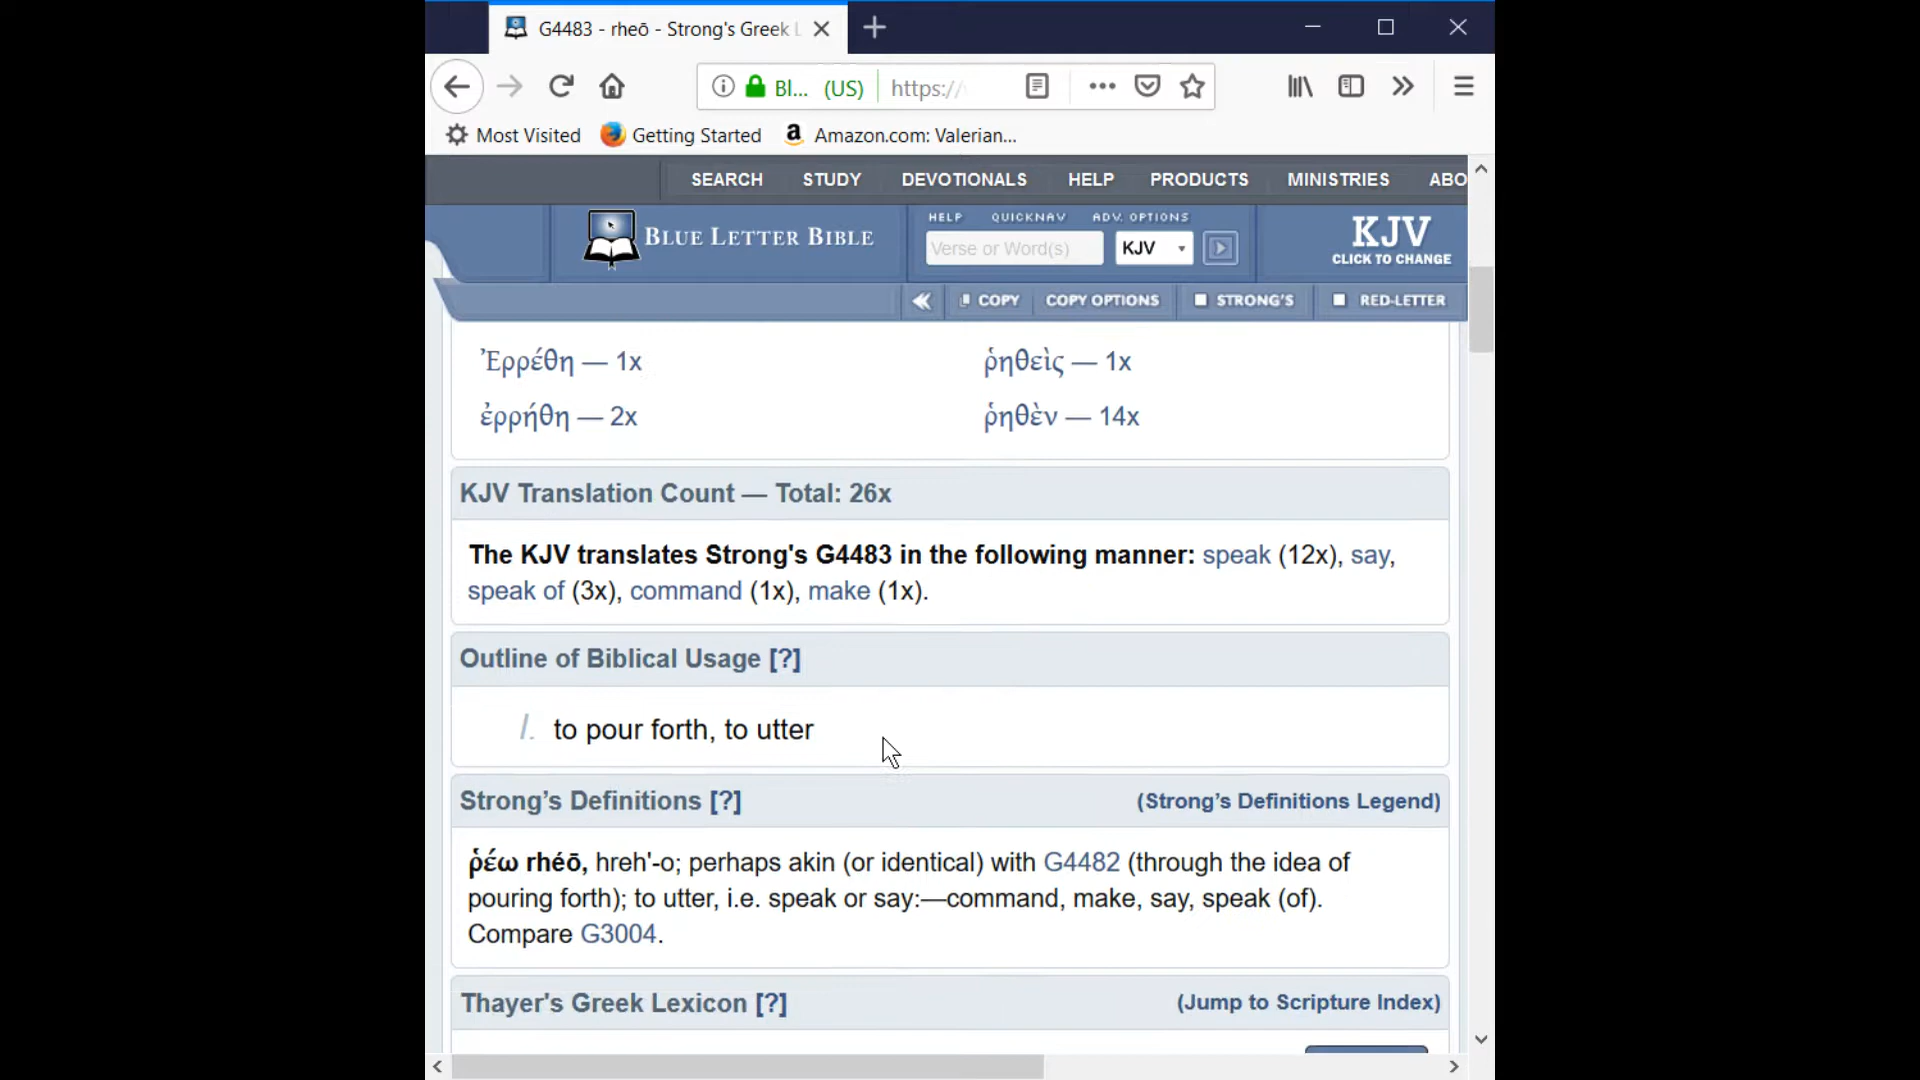 G4483 - rheō - Strong's Greek L
Bl... (US) https://
Most Visited Getting Started Amazon.com: Valerian...
SEARCH STUDY DEVOTIONALS HELP PRODUCTS MINISTRIES ABO
HELP QUICKNAV ADV. OPTIONS
BLUE LETTER BIBLE
Verse or Word(s) KJV
KJV
CLICK TO CHANGE
COPY COPY OPTIONS STRONG'S RED-LETTER
Ἐρρέθη — 1x ῥηθεὶς — 1x
ἐρρήθη — 2x ῥηθὲν — 14x
KJV Translation Count — Total: 26x
The KJV translates Strong's G4483 in the following manner: speak (12x), say,
speak of (3x), command (1x), make (1x).
Outline of Biblical Usage [?]
I. to pour forth, to utter
Strong’s Definitions [?] (Strong’s Definitions Legend)
ῥέω rhéō, hreh'-o; perhaps akin (or identical) with G4482 (through the idea of
pouring forth); to utter, i.e. speak or say:—command, make, say, speak (of).
Compare G3004.
Thayer's Greek Lexicon [?] (Jump to Scripture Index)